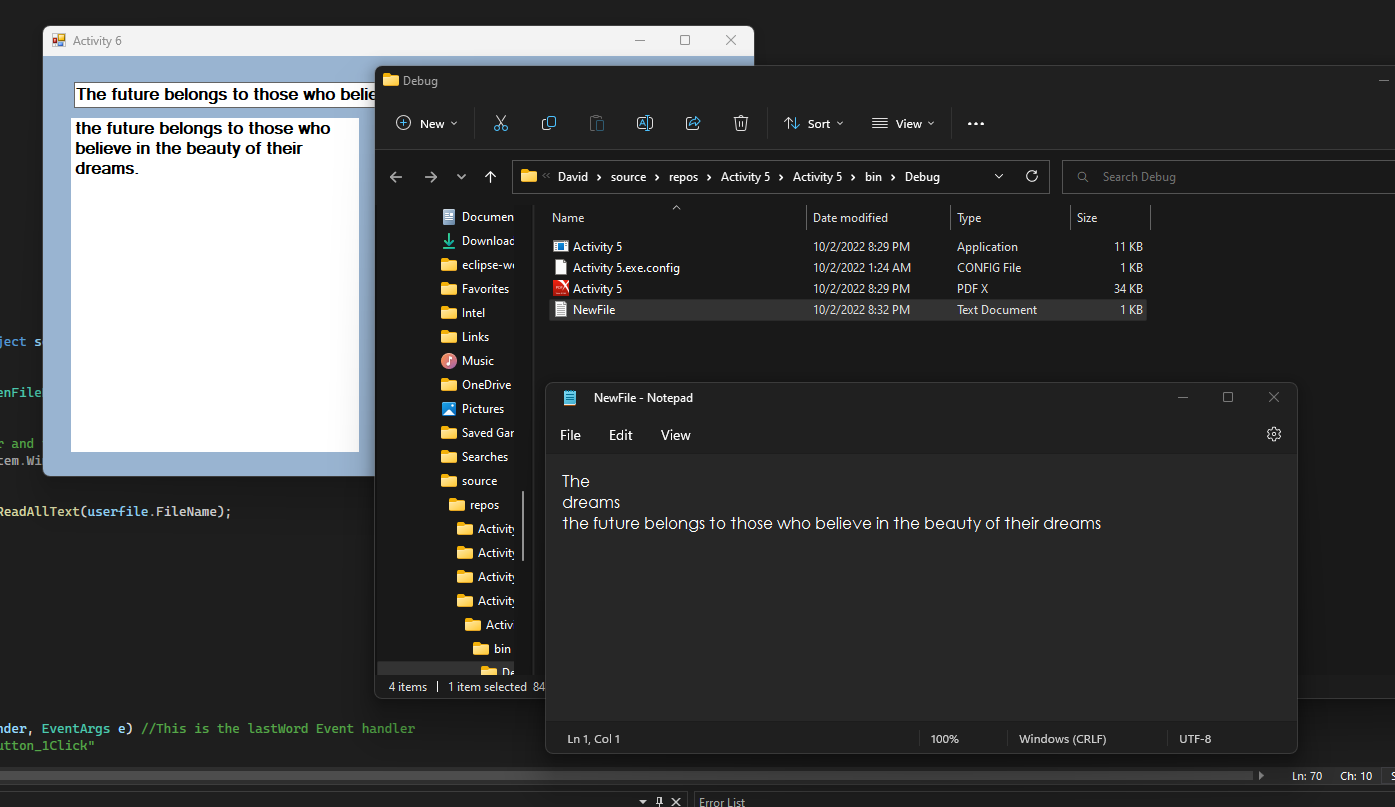 Activity 6
The future belongs to those who belie
the future belongs to those who
believe in the beauty of their
dreams.
Debug
New
Sort
View
David > source > repos > Activity 5 > Activity 5 > bin > Debug
Search Debug
Name Date modified Type Size
Activity 5 10/2/2022 8:29 PM Application 11 KB
Activity 5.exe.config 10/2/2022 1:24 AM CONFIG File 1 KB
Activity 5 10/2/2022 8:29 PM PDF X 34 KB
NewFile 10/2/2022 8:32 PM Text Document 1 KB
Documen
Download
eclipse-w
Favorites
Intel
Links
Music
OneDrive
Pictures
Saved Gar
Searches
source
repos
Activity
Activity
Activity
Activity
Activ
bin
De
4 items | 1 item selected 84
NewFile - Notepad
File Edit View
The
dreams
the future belongs to those who believe in the beauty of their dreams
Ln 1, Col 1 100% Windows (CRLF) UTF-8
ject s
enFile
r and
tem.Wi
ReadAllText(userfile.FileName);
nder, EventArgs e) //This is the lastWord Event handler
utton_1Click"
Ln: 70 Ch: 10 S
Error List